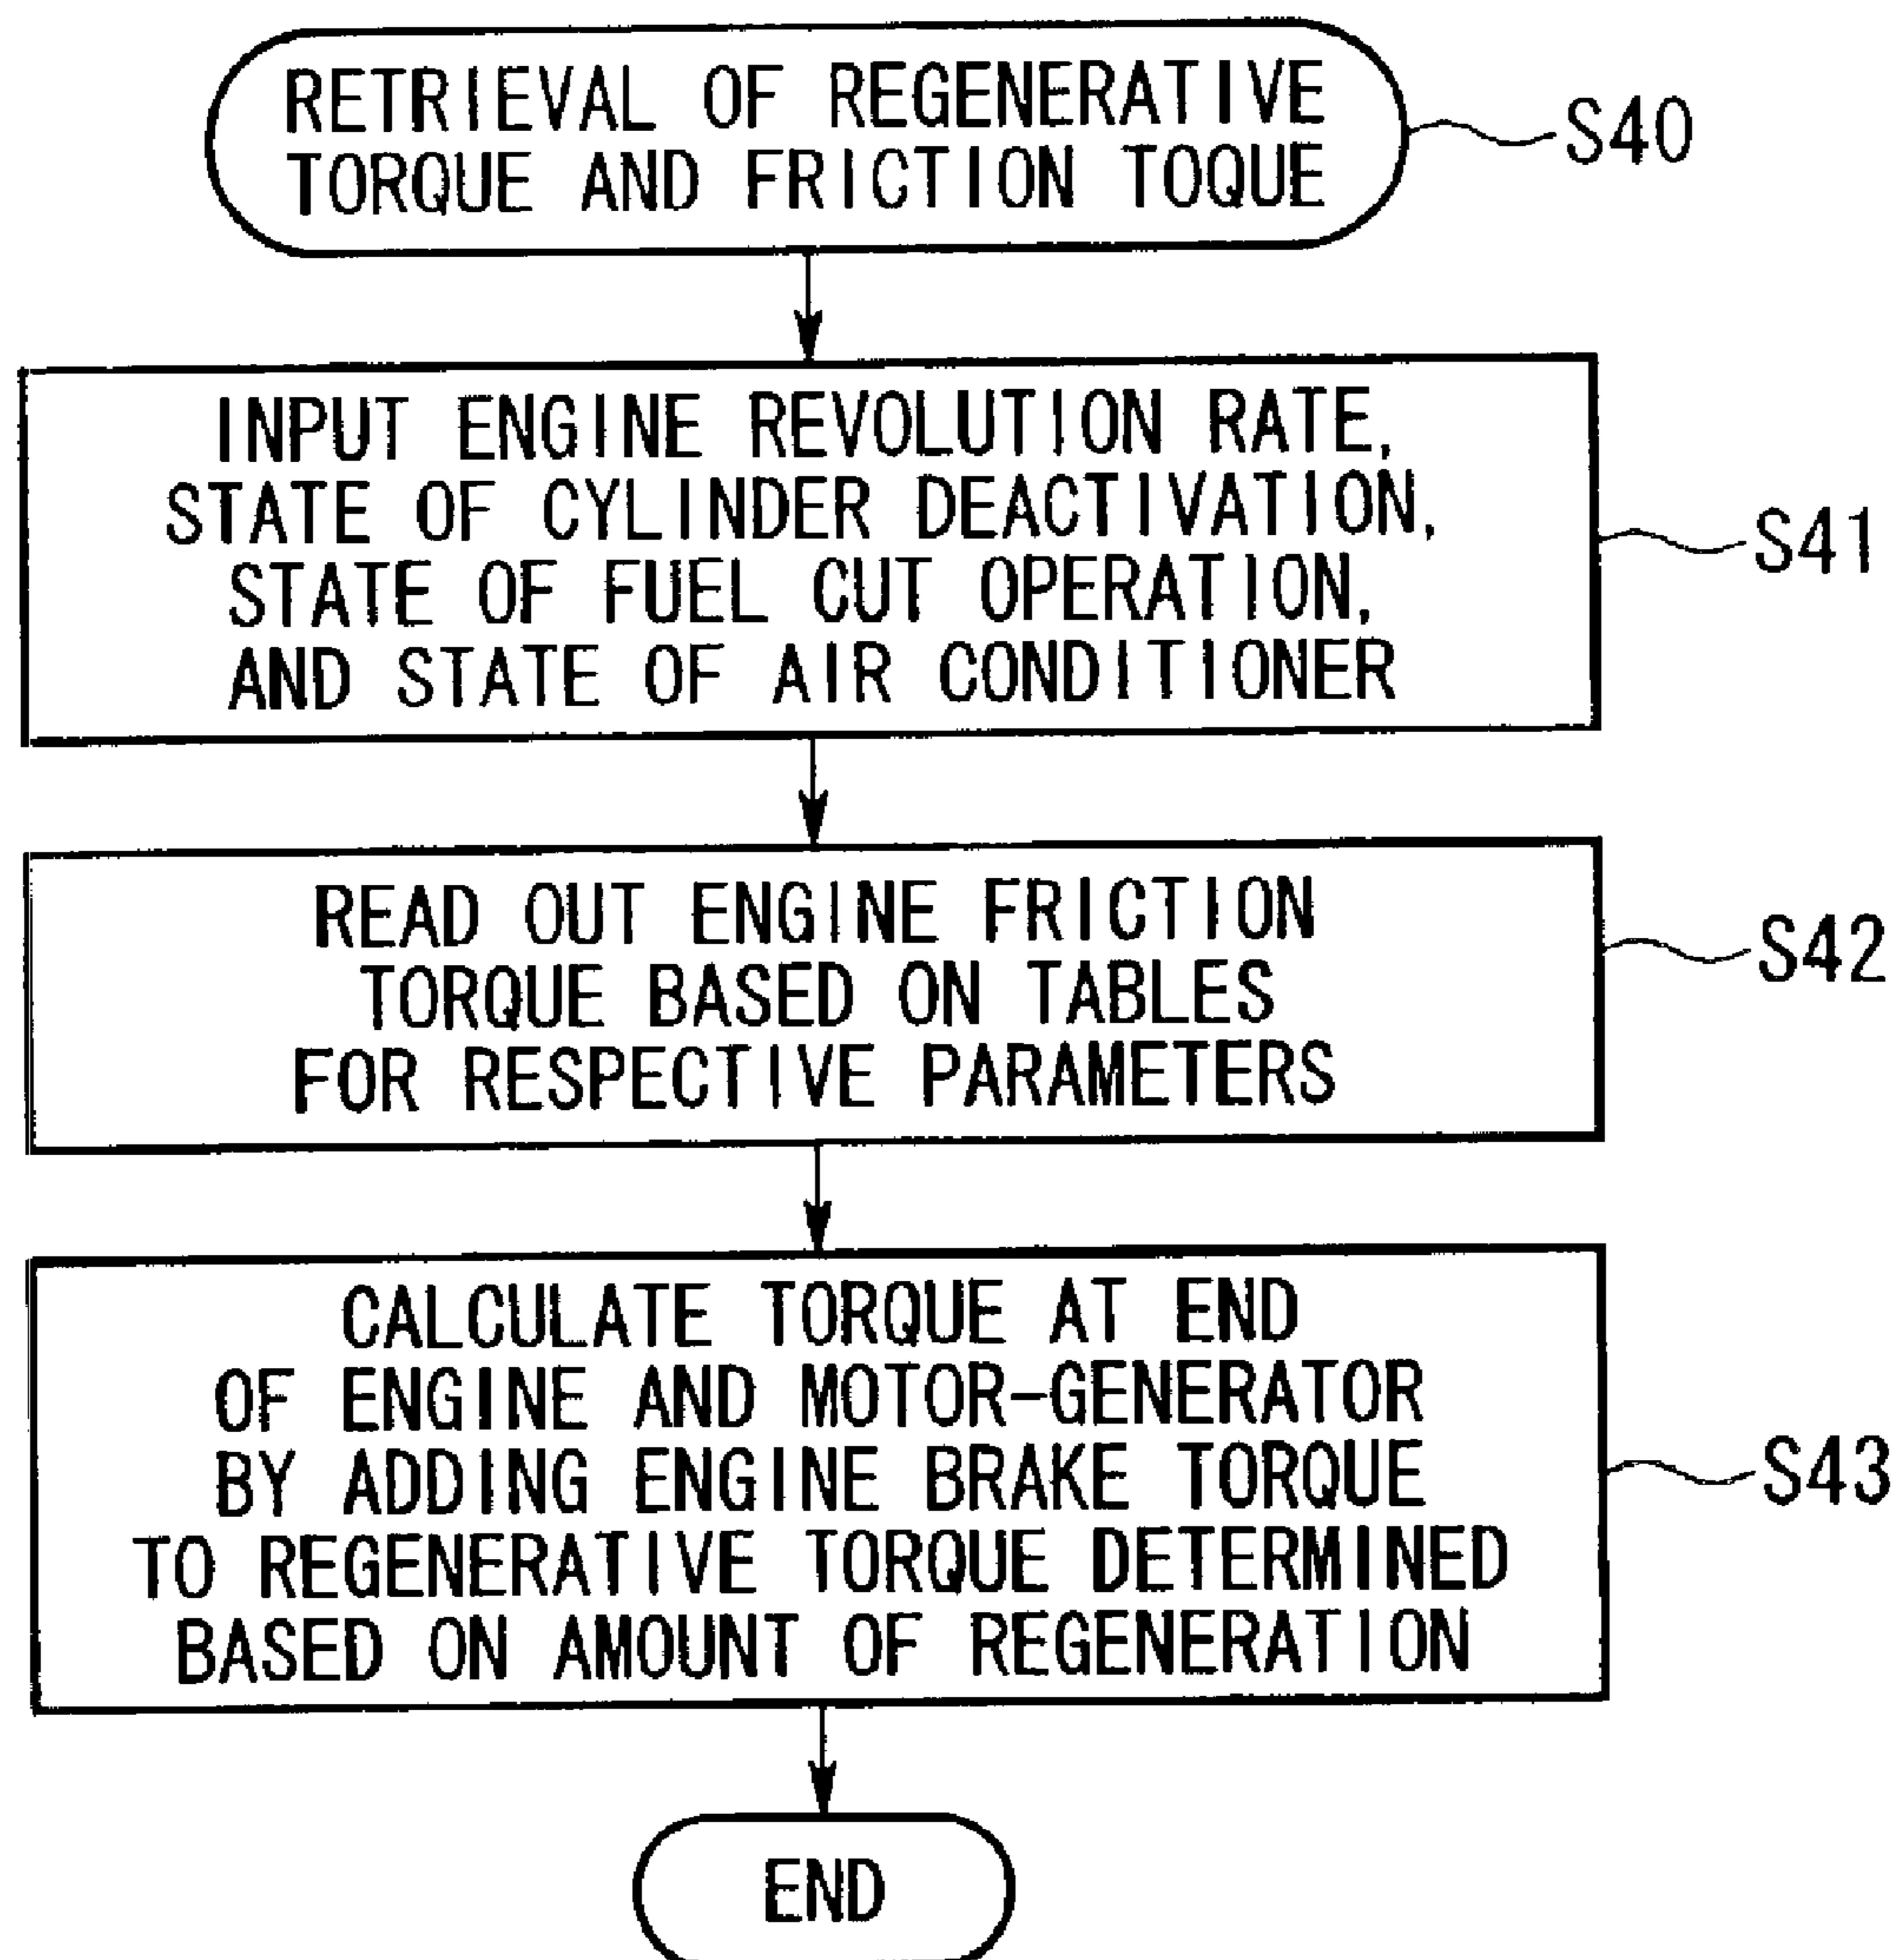 RETRIEVAL OF REGENERATIVE
TORQUE AND FRICTION TOQUE
S40
INPUT ENGINE REVOLUTION RATE,
STATE OF CYLINDER DEACTIVATION,
STATE OF FUEL CUT OPERATION,
AND STATE OF AIR CONDITIONER
S41
READ OUT ENGINE FRICTION
TORQUE BASED ON TABLES
FOR RESPECTIVE PARAMETERS
S42
CALCULATE TORQUE AT END
OF ENGINE AND MOTOR-GENERATOR
BY ADDING ENGINE BRAKE TORQUE
TO REGENERATIVE TORQUE DETERMINED
BASED ON AMOUNT OF REGENERATION
S43
END